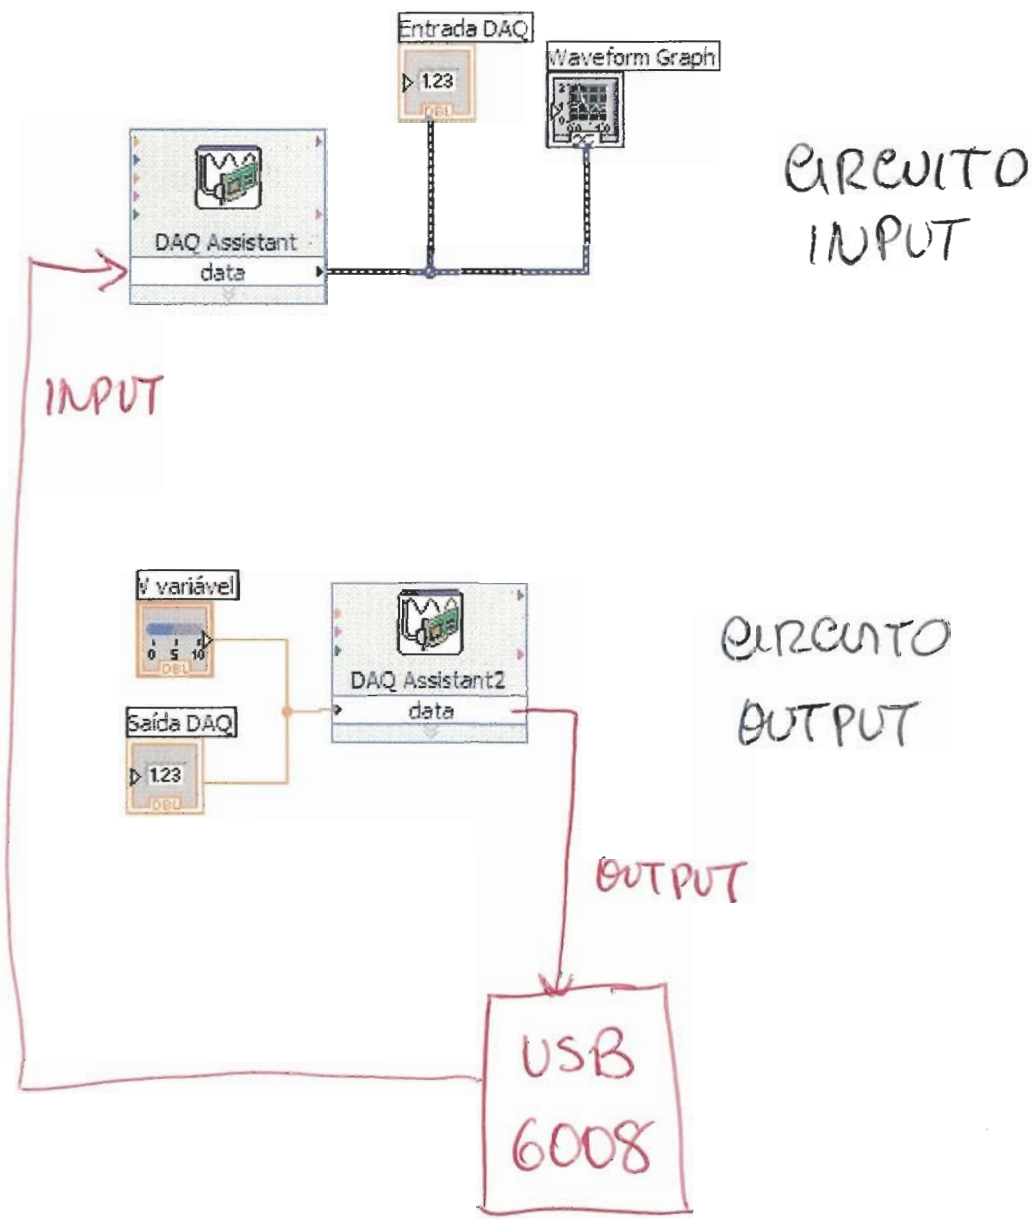 Entrada DAQ
1.23
DBL
Waveform Graph
DAQ Assistant
data
CIRCUITO
INPUT
INPUT
V variável
0 5 10
DBL
DAQ Assistant2
data
Saída DAQ
1.23
DBL
CIRCUITO
OUTPUT
OUTPUT
USB
6008